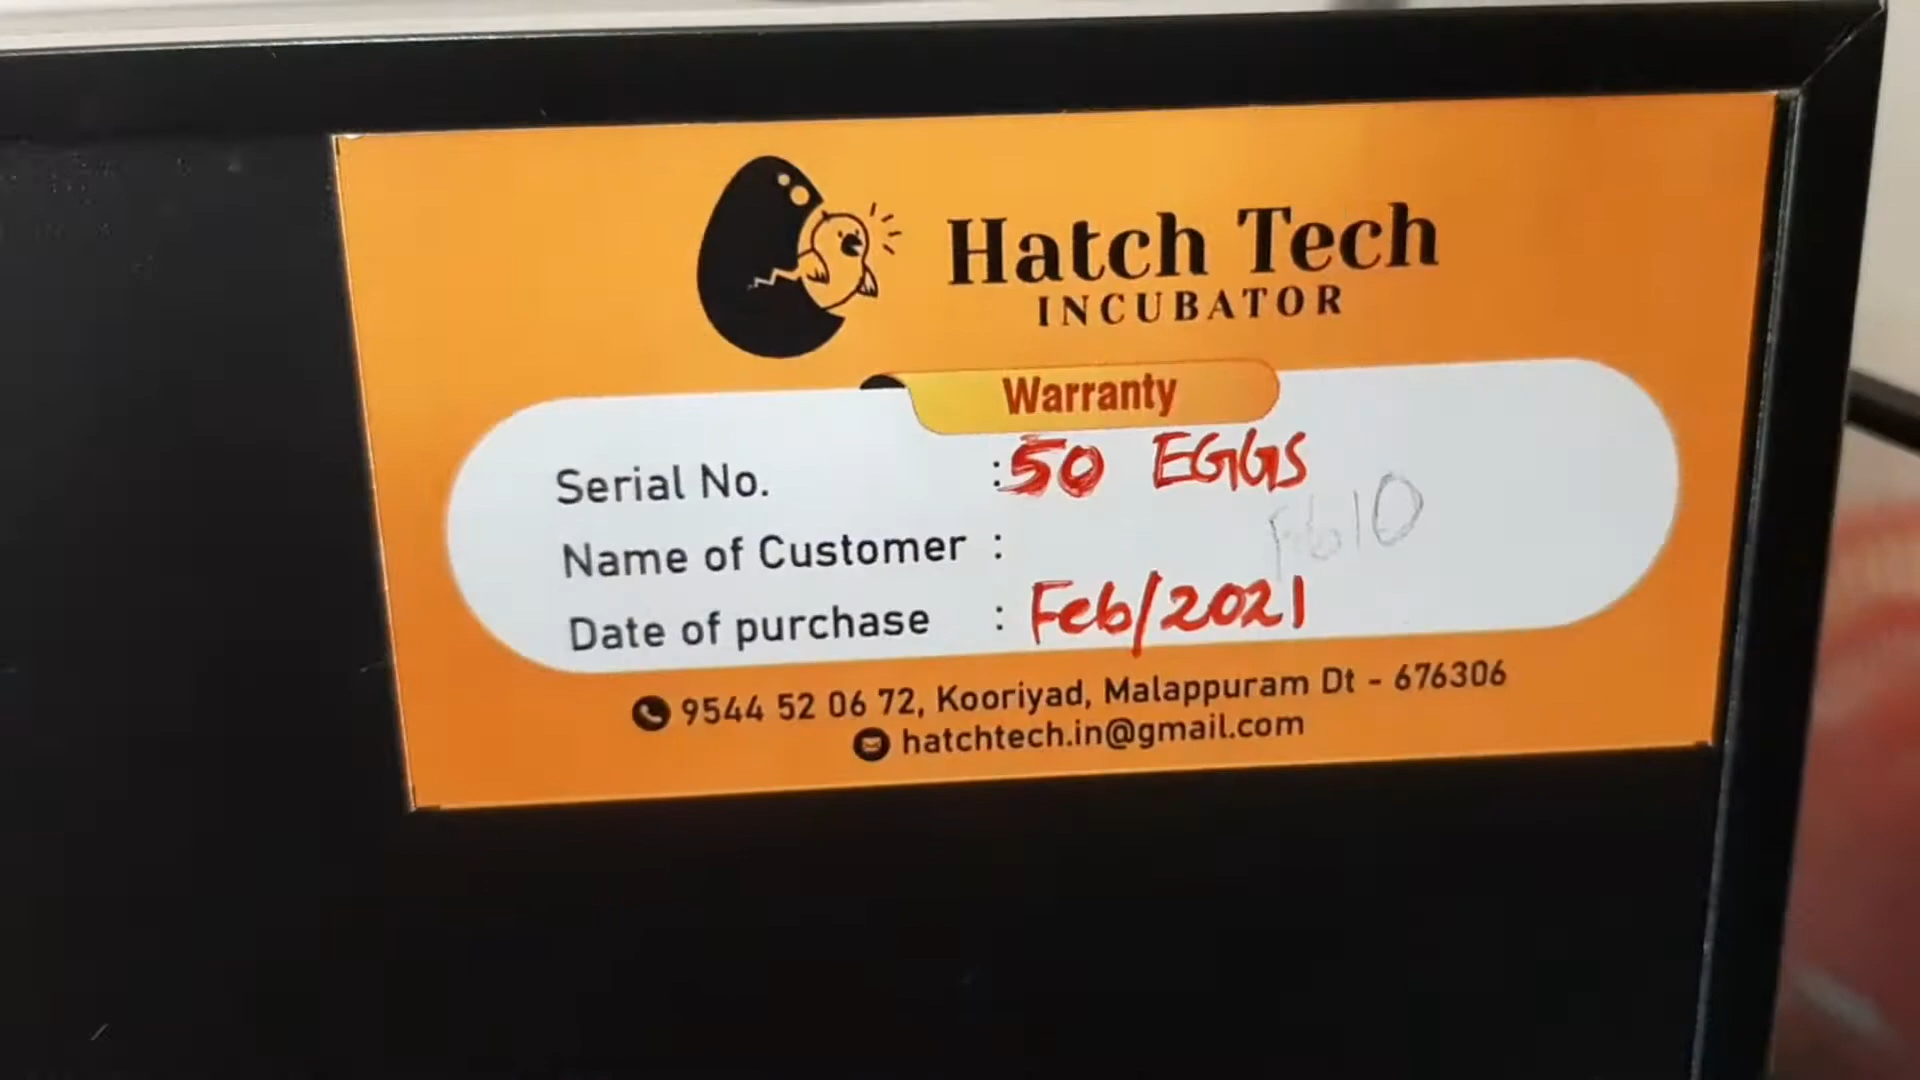 Hatch Tech
INCUBATOR
Warranty
Serial No. : 50 EGGS
Name of Customer :
Date of purchase : Feb/2021
9544 52 06 72, Kooriyad, Malappuram Dt - 676306
hatchtech.in@gmail.com